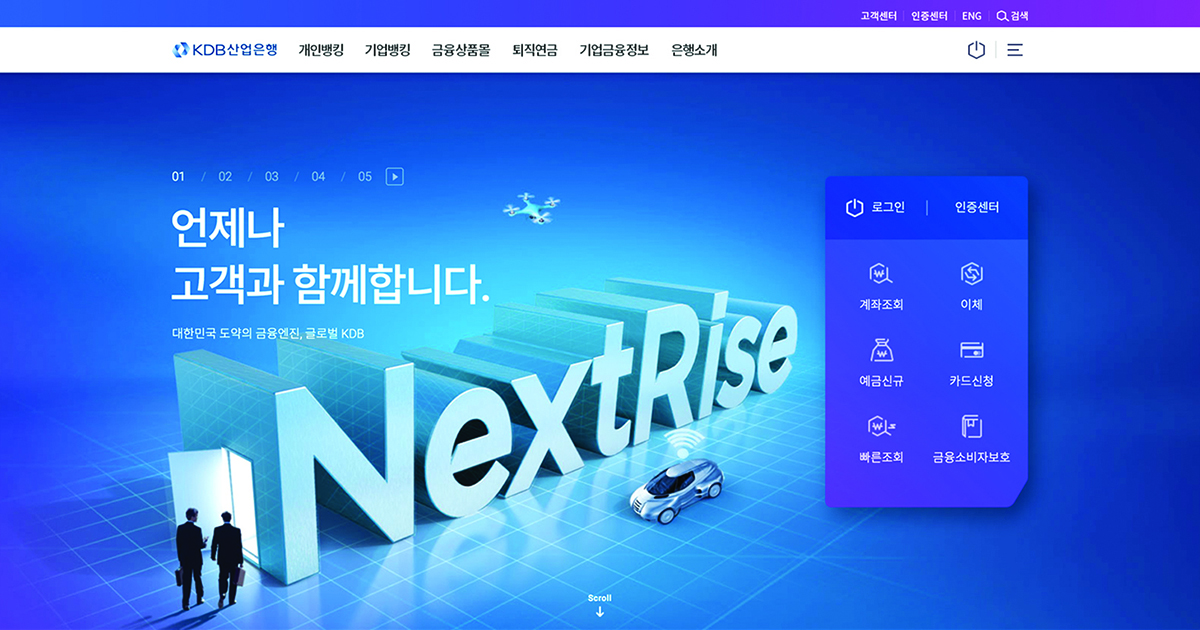 고객센터 인증센터 ENG 검색
KDB산업은행 개인뱅킹 기업뱅킹 금융상품몰 퇴직연금 기업금융정보 은행소개
01 / 02 / 03 / 04 / 05
언제나
고객과 함께합니다.
대한민국 도약의 금융엔진, 글로벌 KDB
NextRise
로그인 | 인증센터
계좌조회 이체
예금신규 카드신청
빠른조회 금융소비자보호
Scroll